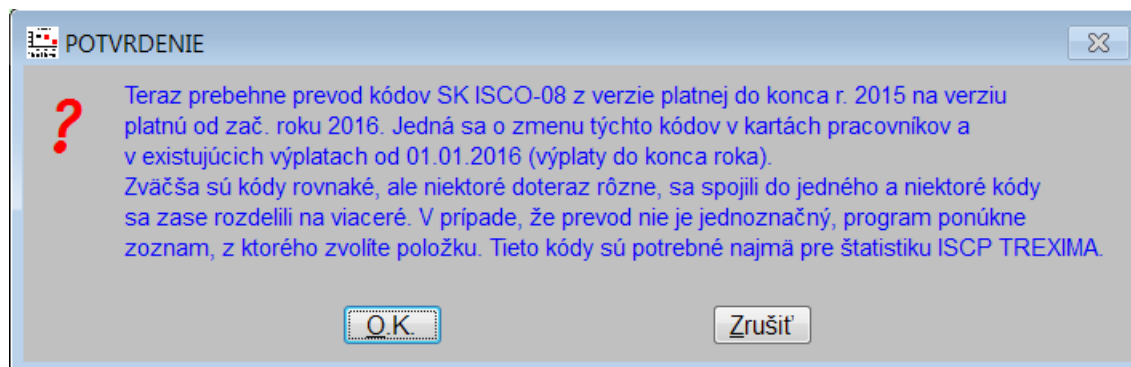 POTVRDENIE
Teraz prebehne prevod kódov SK ISCO-08 z verzie platnej do konca r. 2015 na verziu
platnú od zač. roku 2016. Jedná sa o zmenu týchto kódov v kartách pracovníkov a
v existujúcich výplatach od 01.01.2016 (výplaty do konca roka).
Zväčša sú kódy rovnaké, ale niektoré doteraz rôzne, sa spojili do jedného a niektoré kódy
sa zase rozdelili na viaceré. V prípade, že prevod nie je jednoznačný, program ponúkne
zoznam, z ktorého zvolíte položku. Tieto kódy sú potrebné najmä pre štatistiku ISCP TREXIMA.
O.K. Zrušiť